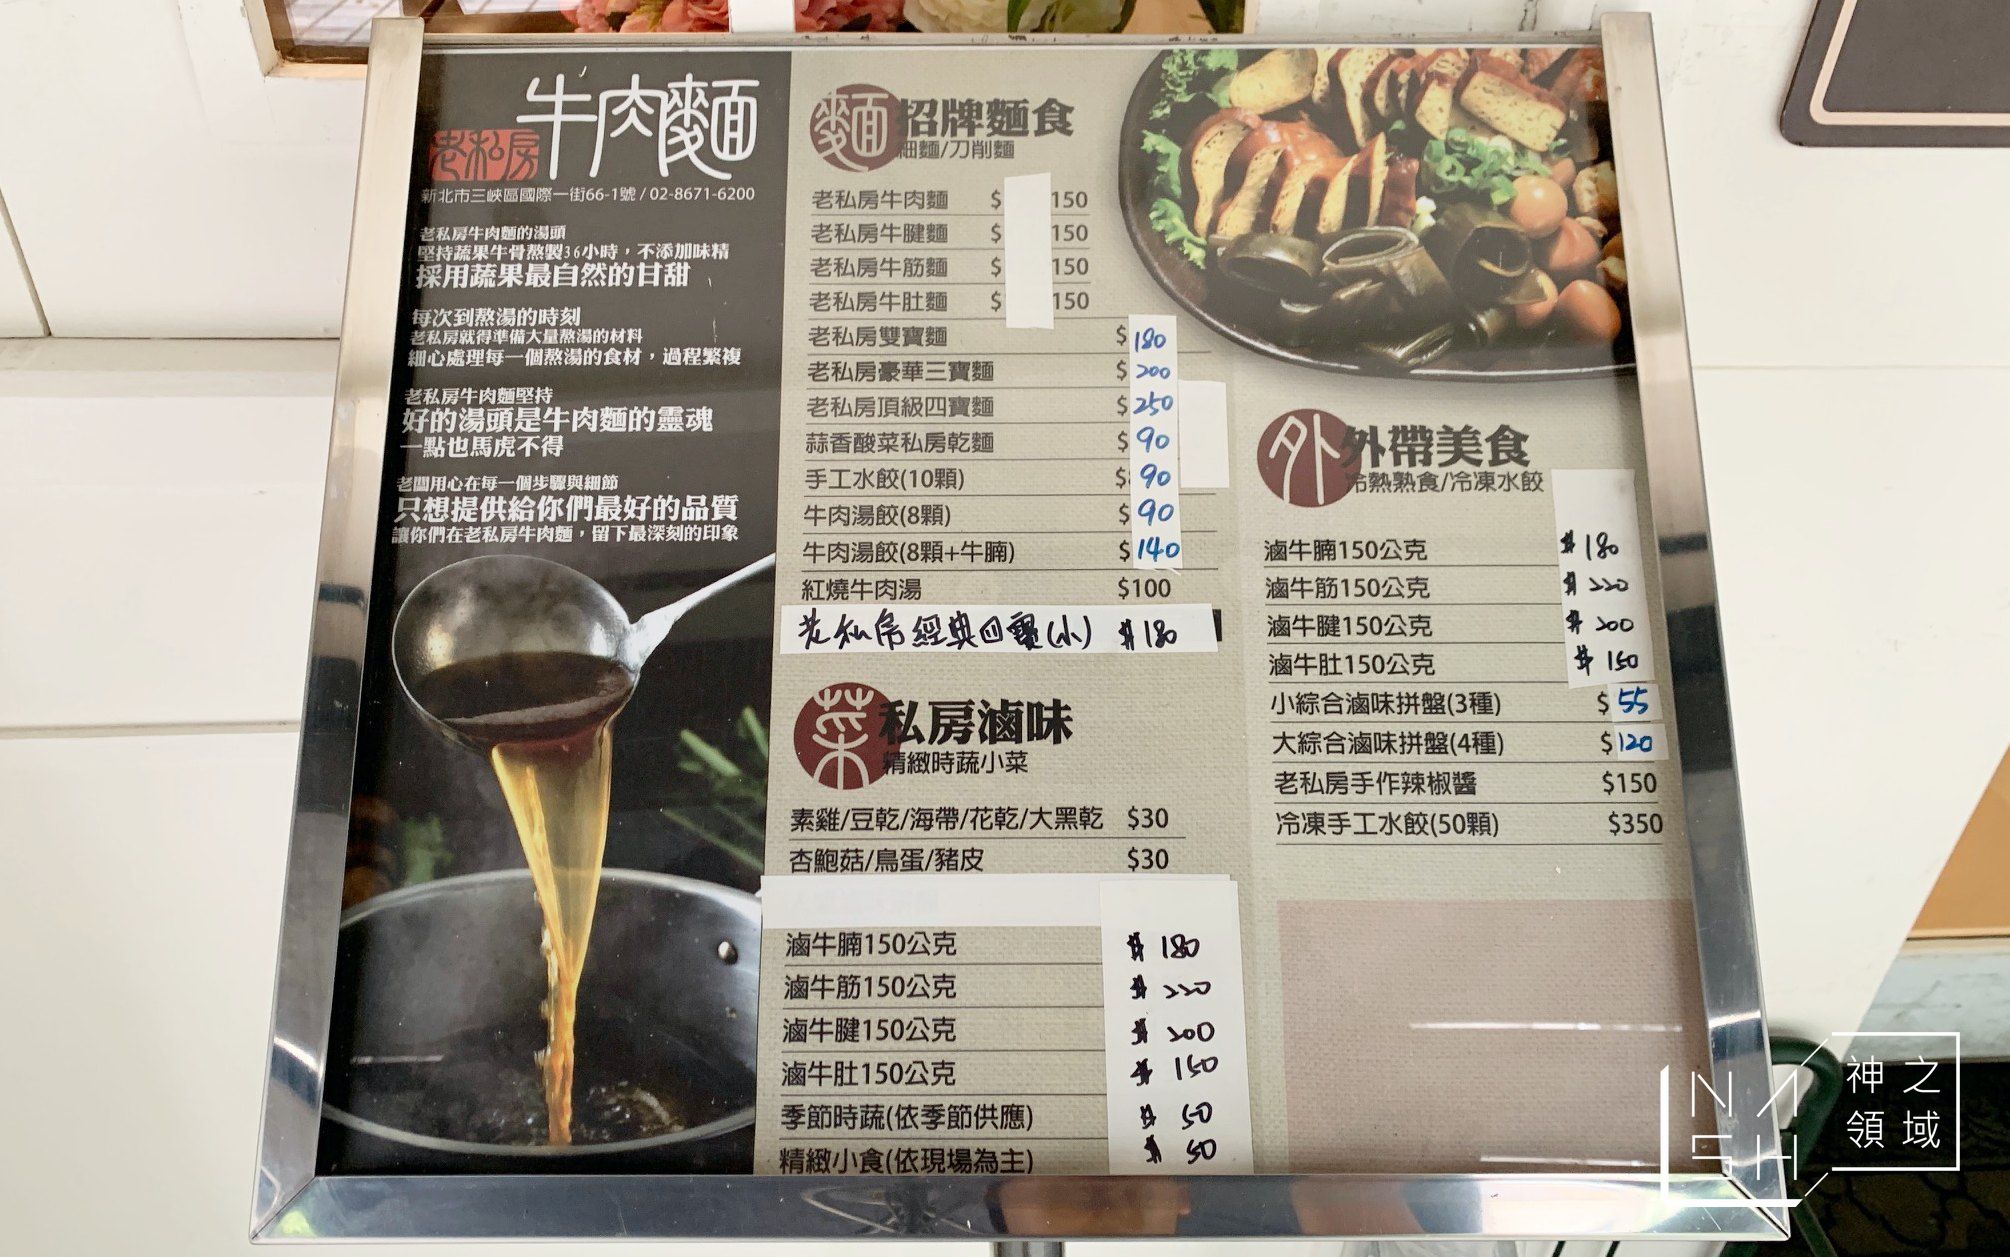 牛肉麵
老私房
新北市三峽區國際一街66-1號 / 02-8671-6200
老私房牛肉麵的湯頭
堅持蔬果牛骨熬製36小時，不添加味精
採用蔬果最自然的甘甜
每次到熬湯的時刻
老私房就得準備大量熬湯的材料
細心處理每一個熬湯的食材，過程繁複
老私房牛肉麵堅持
好的湯頭是牛肉麵的靈魂
一點也馬虎不得
老闆用心在每一個步驟與細節
只想提供給你們最好的品質
讓你們在老私房牛肉麵，留下最深刻的印象
麵 招牌麵食
細麵/刀削麵
老私房牛肉麵 $ 150
老私房牛腱麵 $ 150
老私房牛筋麵 $ 150
老私房牛肚麵 $ 150
老私房雙寶麵 $ 180
老私房豪華三寶麵 $ 200
老私房頂級四寶麵 $ 250
蒜香酸菜私房乾麵 $ 90
手工水餃(10顆) $ 90
牛肉湯餃(8顆) $ 90
牛肉湯餃(8顆+牛腩) $ 140
紅燒牛肉湯 $100
老私房經典四寶(小) $ 180
菜 私房滷味
精緻時蔬小菜
素雞/豆乾/海帶/花乾/大黑乾 $30
杏鮑菇/鳥蛋/豬皮 $30
滷牛腩150公克 $ 180
滷牛筋150公克 $ 220
滷牛腱150公克 $ 200
滷牛肚150公克 $ 150
季節時蔬(依季節供應) $ 50
精緻小食(依現場為主) $ 50
外 外帶美食
冷熱熟食/冷凍水餃
滷牛腩150公克 $ 180
滷牛筋150公克 $ 220
滷牛腱150公克 $ 200
滷牛肚150公克 $ 150
小綜合滷味拼盤(3種) $ 55
大綜合滷味拼盤(4種) $ 120
老私房手作辣椒醬 $150
冷凍手工水餃(50顆) $350
NASH
神之領域